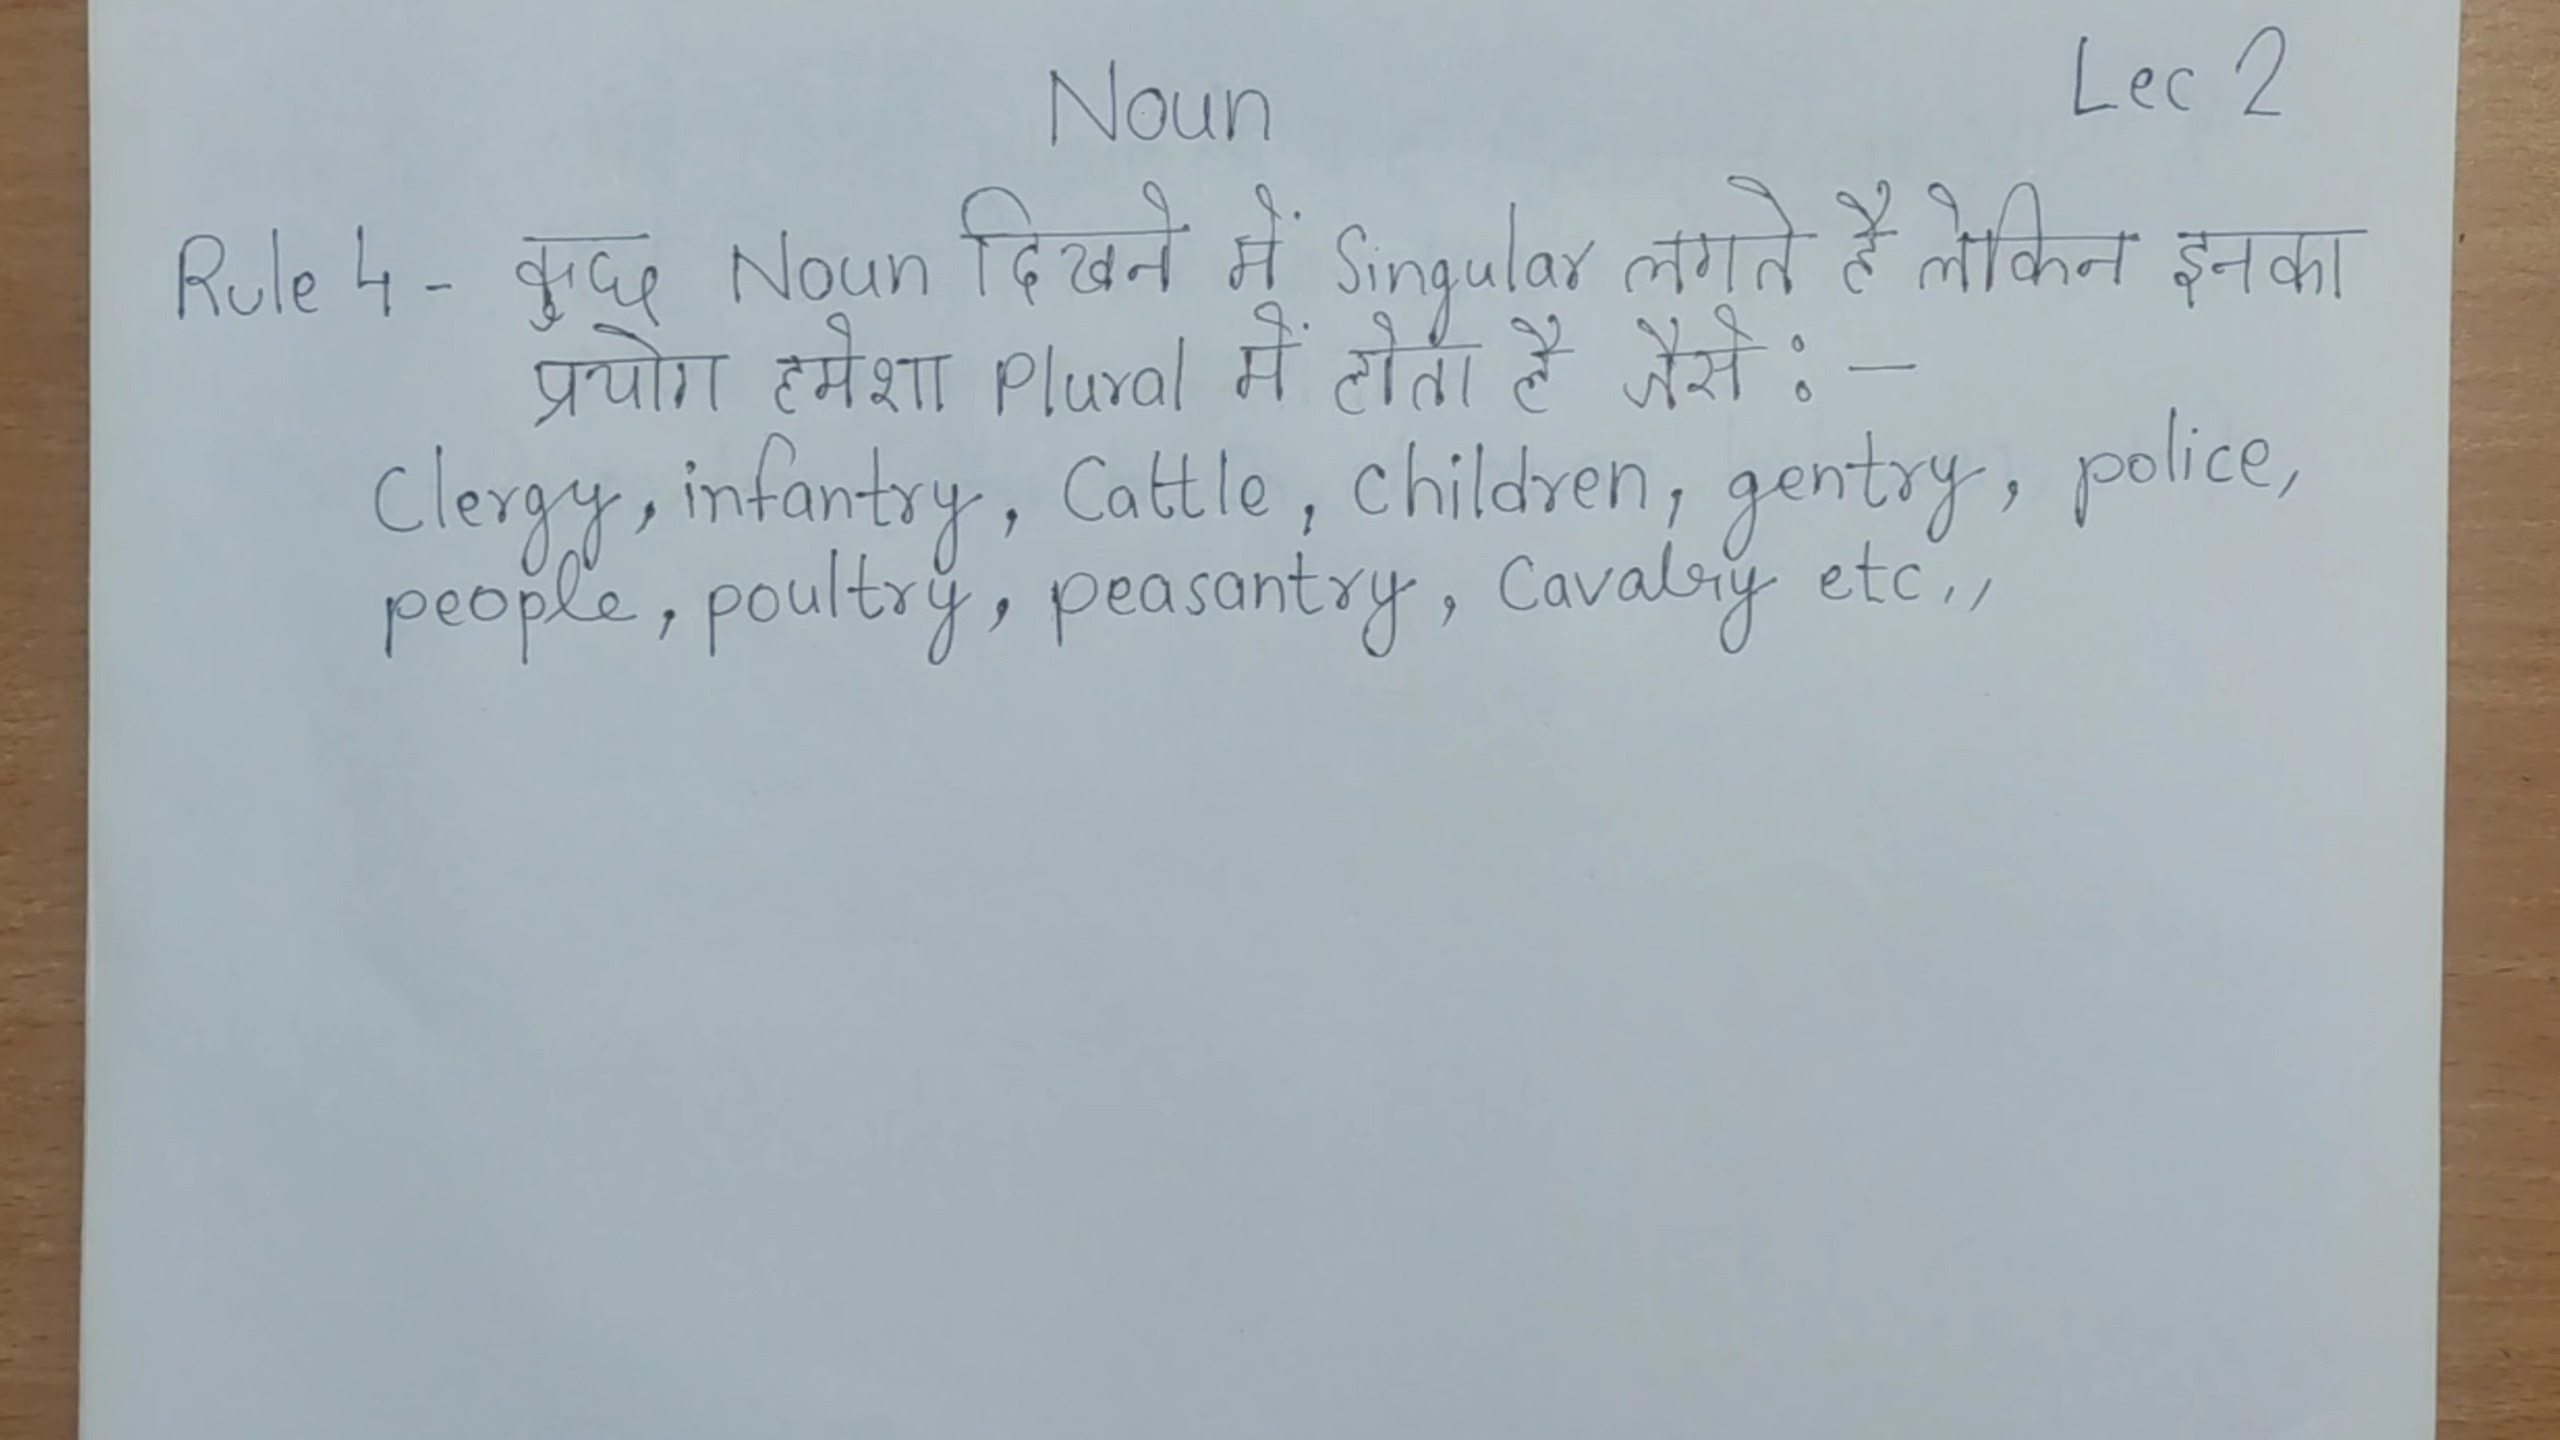 Noun
Lec 2
Rule 4 - कुछ Noun दिखने में Singular लगते है लेकिन इनका
प्रयोग हमेशा Plural में होता है जैसे : -
Clergy, infantry, Cattle, children, gentry, police,
people, poultry, peasantry, Cavalry etc.,